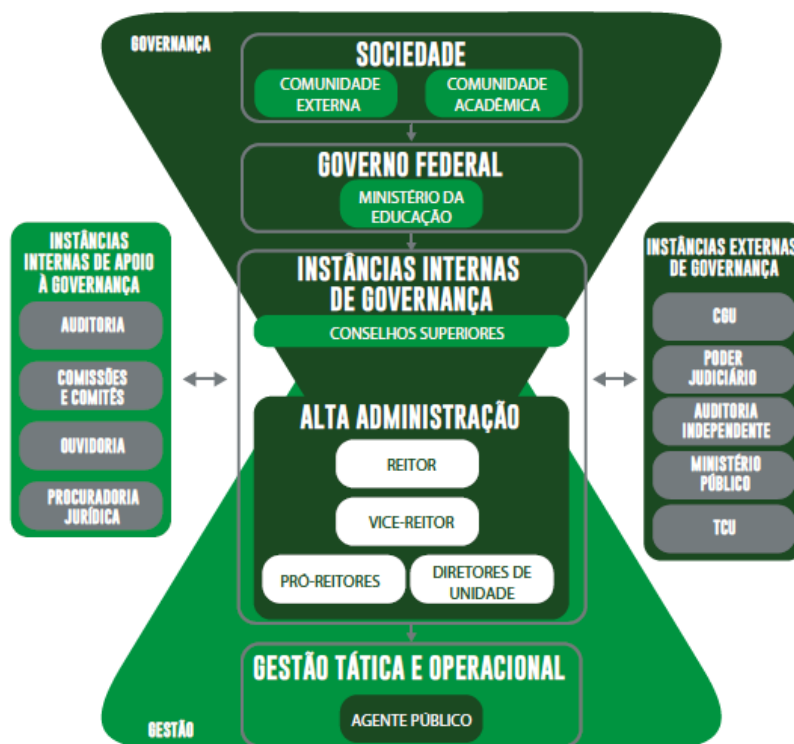 GOVERNANÇA
SOCIEDADE
COMUNIDADE
EXTERNA
COMUNIDADE
ACADÊMICA
GOVERNO FEDERAL
MINISTÉRIO DA
EDUCAÇÃO
INSTÂNCIAS
INTERNAS DE APOIO
À GOVERNANÇA
AUDITORIA
COMISSÕES
E COMITÊS
OUVIDORIA
PROCURADORIA
JURÍDICA
INSTÂNCIAS INTERNAS
DE GOVERNANÇA
CONSELHOS SUPERIORES
ALTA ADMINISTRAÇÃO
REITOR
VICE-REITOR
PRÓ-REITORES
DIRETORES DE
UNIDADE
INSTÂNCIAS EXTERNAS
DE GOVERNANÇA
CGU
PODER
JUDICIÁRIO
AUDITORIA
INDEPENDENTE
MINISTÉRIO
PÚBLICO
TCU
GESTÃO TÁTICA E OPERACIONAL
AGENTE PÚBLICO
GESTÃO